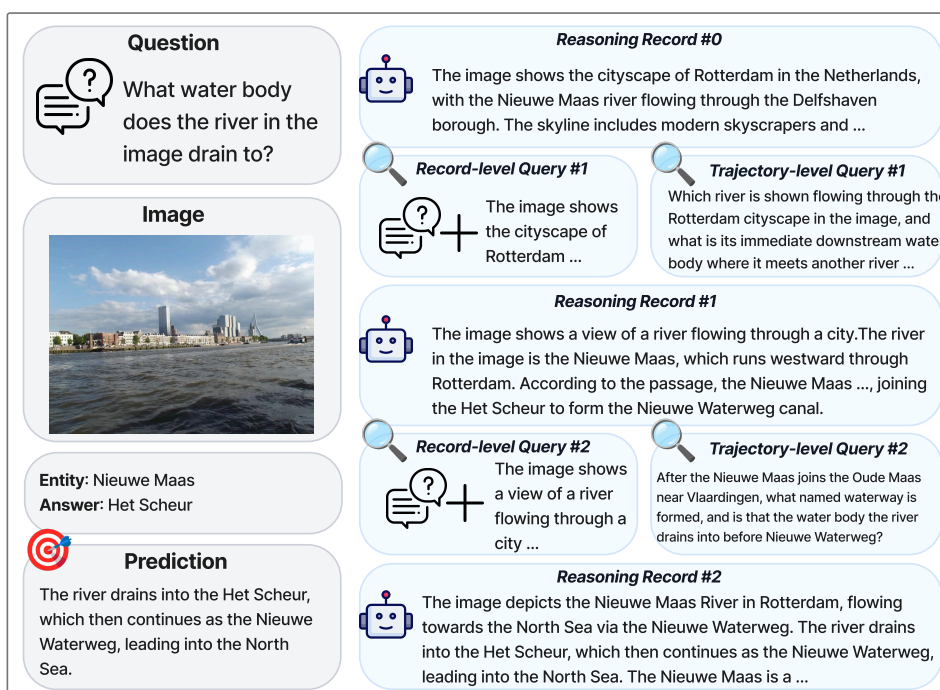 Question
What water body
does the river in the
image drain to?
Image
Entity: Nieuwe Maas
Answer: Het Scheur
Prediction
The river drains into the Het Scheur,
which then continues as the Nieuwe
Waterweg, leading into the North
Sea.
Reasoning Record #0
The image shows the cityscape of Rotterdam in the Netherlands,
with the Nieuwe Maas river flowing through the Delfshaven
borough. The skyline includes modern skyscrapers and ...
Record-level Query #1
The image shows
the cityscape of
Rotterdam ...
Trajectory-level Query #1
Which river is shown flowing through the
Rotterdam cityscape in the image, and
what is its immediate downstream wate
body where it meets another river ...
Reasoning Record #1
The image shows a view of a river flowing through a city.The river
in the image is the Nieuwe Maas, which runs westward through
Rotterdam. According to the passage, the Nieuwe Maas ..., joining
the Het Scheur to form the Nieuwe Waterweg canal.
Record-level Query #2
The image shows
a view of a river
flowing through a
city ...
Trajectory-level Query #2
After the Nieuwe Maas joins the Oude Maas
near Vlaardingen, what named waterway is
formed, and is that the water body the river
drains into before Nieuwe Waterweg?
Reasoning Record #2
The image depicts the Nieuwe Maas River in Rotterdam, flowing
towards the North Sea via the Nieuwe Waterweg. The river drains
into the Het Scheur, which then continues as the Nieuwe Waterweg,
leading into the North Sea. The Nieuwe Maas is a ...